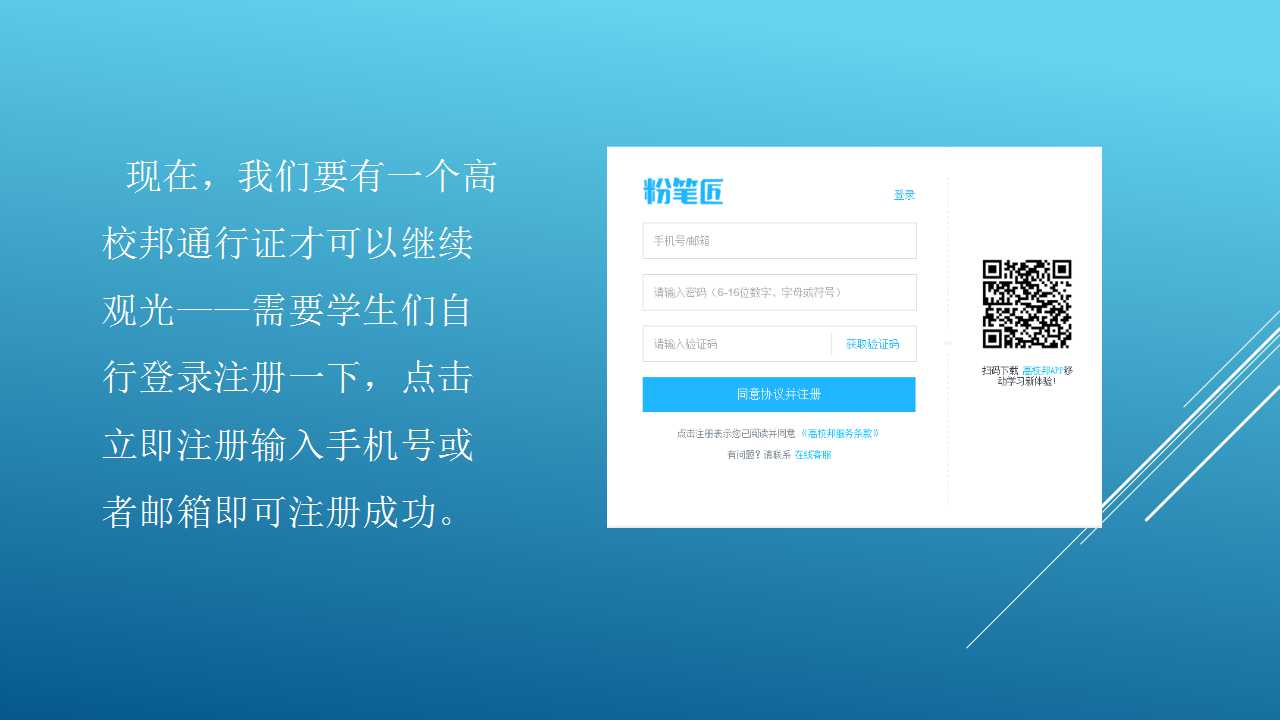 现在，我们要有一个高
校邦通行证才可以继续
观光——需要学生们自
行登录注册一下，点击
立即注册输入手机号或
者邮箱即可注册成功。
粉笔匠
登录
手机号/邮箱
请输入密码（6-16位数字、字母或符号）
请输入验证码
获取验证码
同意协议并注册
点击注册表示您已阅读并同意 《高校邦服务条款》
有问题？请联系 在线客服
扫码下载 高校邦APP移
动学习新体验!